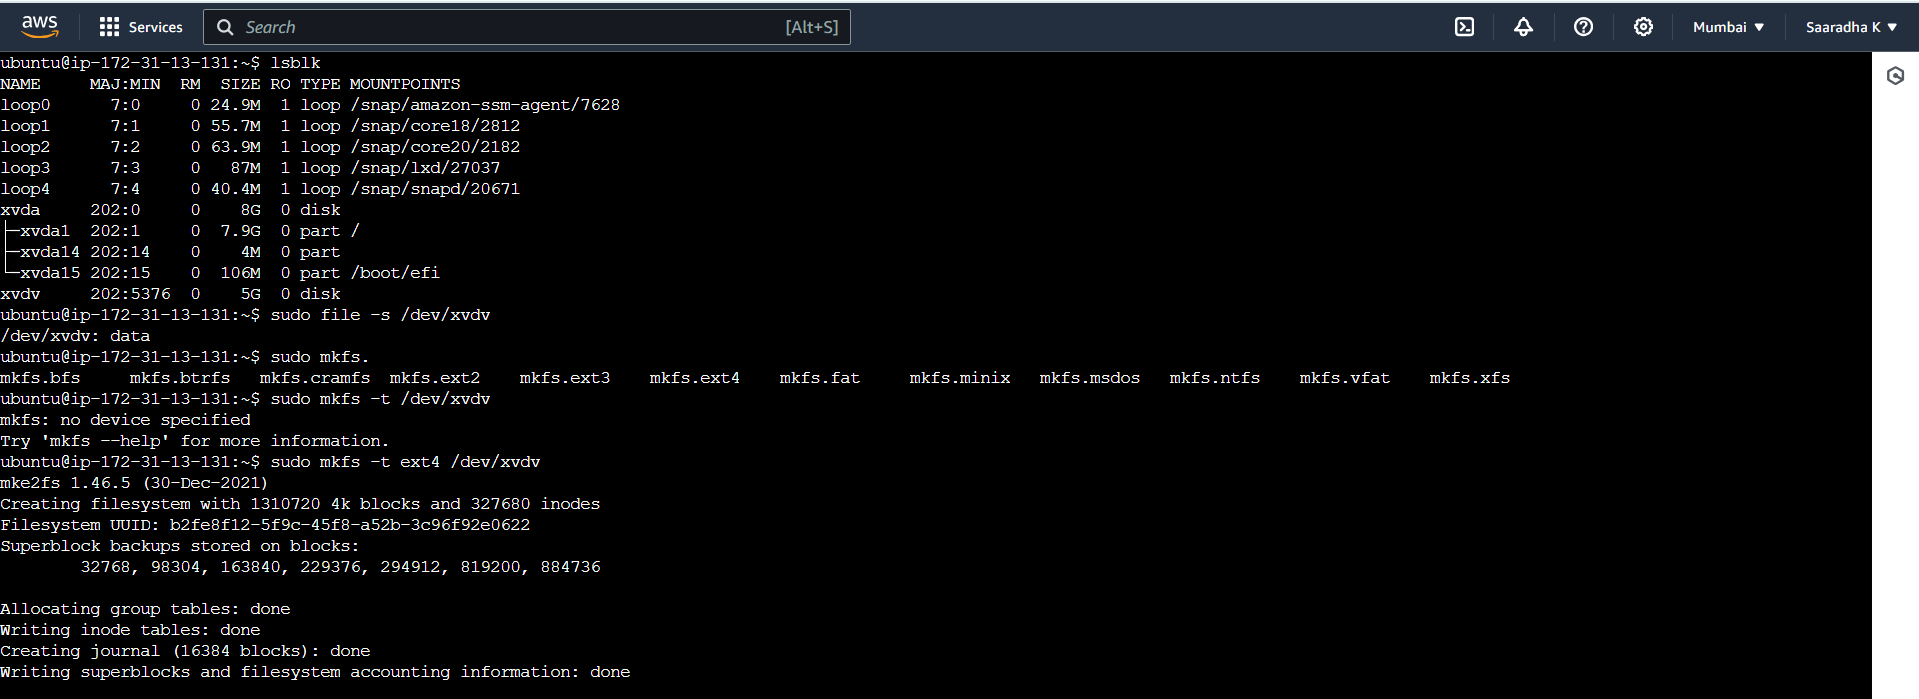 aws Services Search [Alt+S] Mumbai Saaradha K
ubuntu@ip-172-31-13-131:~$ lsblk
NAME     MAJ:MIN  RM  SIZE RO TYPE MOUNTPOINTS
loop0      7:0     0 24.9M  1 loop /snap/amazon-ssm-agent/7628
loop1      7:1     0 55.7M  1 loop /snap/core18/2812
loop2      7:2     0 63.9M  1 loop /snap/core20/2182
loop3      7:3     0   87M  1 loop /snap/lxd/27037
loop4      7:4     0 40.4M  1 loop /snap/snapd/20671
xvda     202:0     0    8G  0 disk
├─xvda1  202:1     0  7.9G  0 part /
├─xvda14 202:14    0    4M  0 part
└─xvda15 202:15    0  106M  0 part /boot/efi
xvdv     202:5376  0    5G  0 disk
ubuntu@ip-172-31-13-131:~$ sudo file -s /dev/xvdv
/dev/xvdv: data
ubuntu@ip-172-31-13-131:~$ sudo mkfs.
mkfs.bfs     mkfs.btrfs   mkfs.cramfs  mkfs.ext2    mkfs.ext3    mkfs.ext4    mkfs.fat     mkfs.minix   mkfs.msdos   mkfs.ntfs    mkfs.vfat    mkfs.xfs
ubuntu@ip-172-31-13-131:~$ sudo mkfs -t /dev/xvdv
mkfs: no device specified
Try 'mkfs --help' for more information.
ubuntu@ip-172-31-13-131:~$ sudo mkfs -t ext4 /dev/xvdv
mke2fs 1.46.5 (30-Dec-2021)
Creating filesystem with 1310720 4k blocks and 327680 inodes
Filesystem UUID: b2fe8f12-5f9c-45f8-a52b-3c96f92e0622
Superblock backups stored on blocks:
        32768, 98304, 163840, 229376, 294912, 819200, 884736
Allocating group tables: done
Writing inode tables: done
Creating journal (16384 blocks): done
Writing superblocks and filesystem accounting information: done